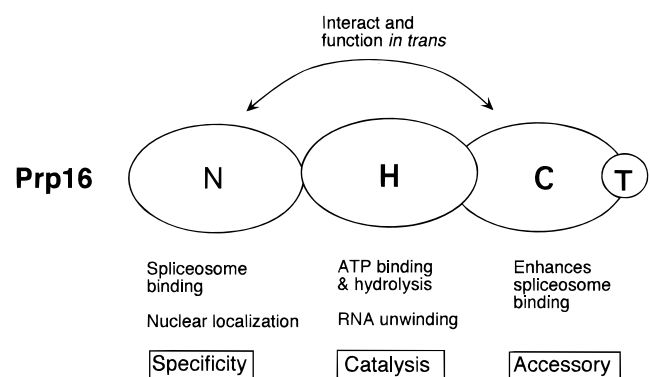 Interact and
function in trans
Prp16
N
H
C
T
Spliceosome
binding
Nuclear localization
ATP binding
& hydrolysis
RNA unwinding
Enhances
spliceosome
binding
Specificity
Catalysis
Accessory